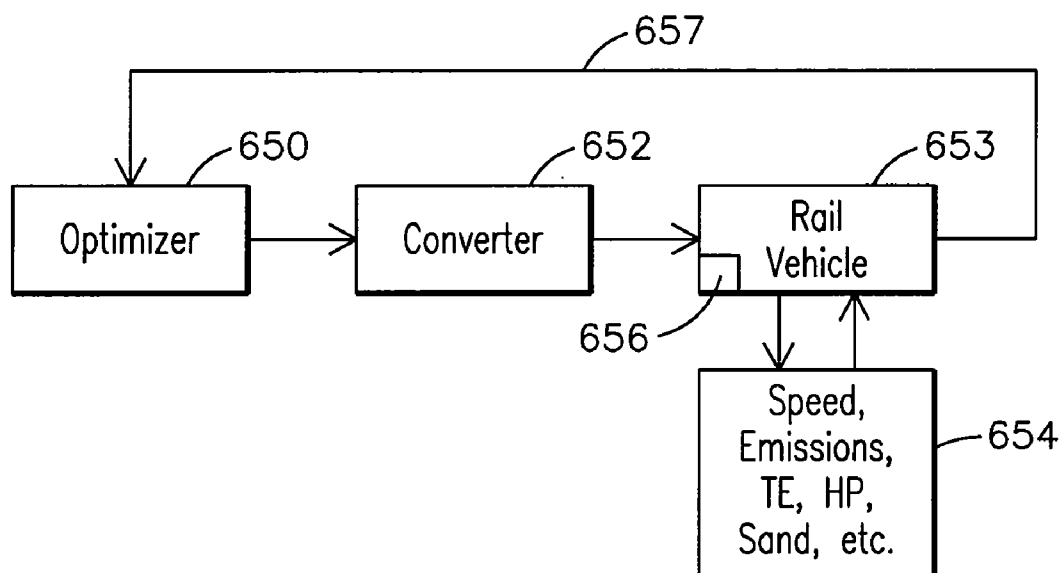 657
650
652
653
Optimizer
Converter
Rail
Vehicle
656
Speed,
Emissions,
TE, HP,
Sand, etc.
654